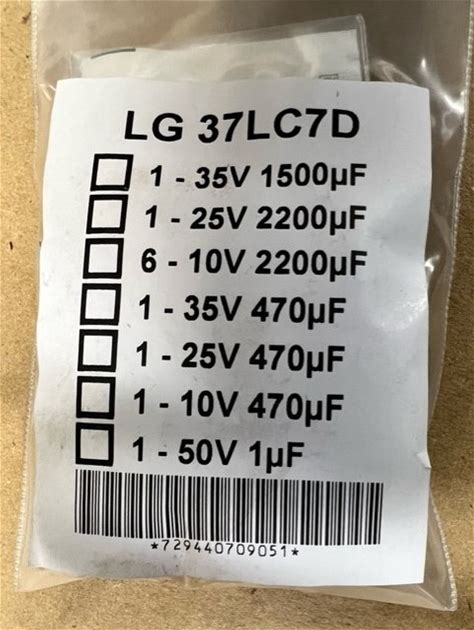 LG 37LC7D
1 - 35V 1500µF
1 - 25V 2200µF
6 - 10V 2200µF
1 - 35V 470µF
1 - 25V 470µF
1 - 10V 470µF
1 - 50V 1µF
*729440709051*